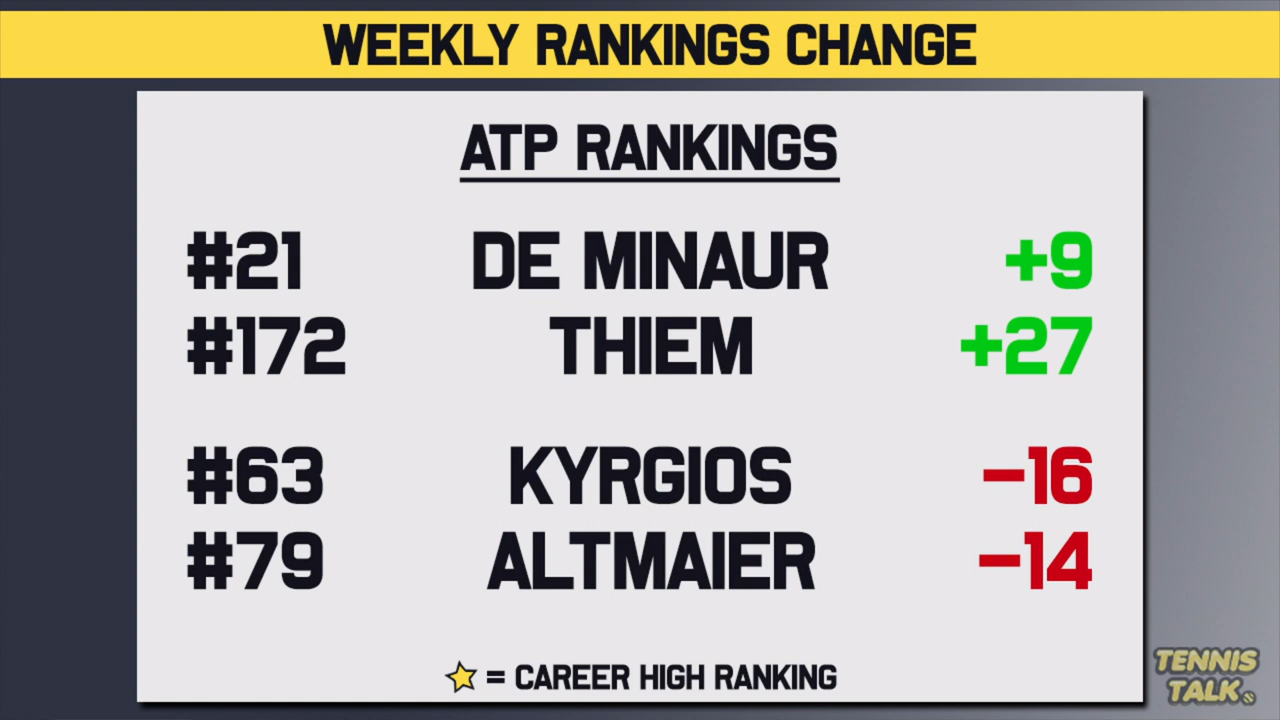 WEEKLY RANKINGS CHANGE
ATP RANKINGS
#21 DE MINAUR +9
#172 THIEM +27
#63 KYRGIOS -16
#79 ALTMAIER -14
= CAREER HIGH RANKING
TENNIS
TALK